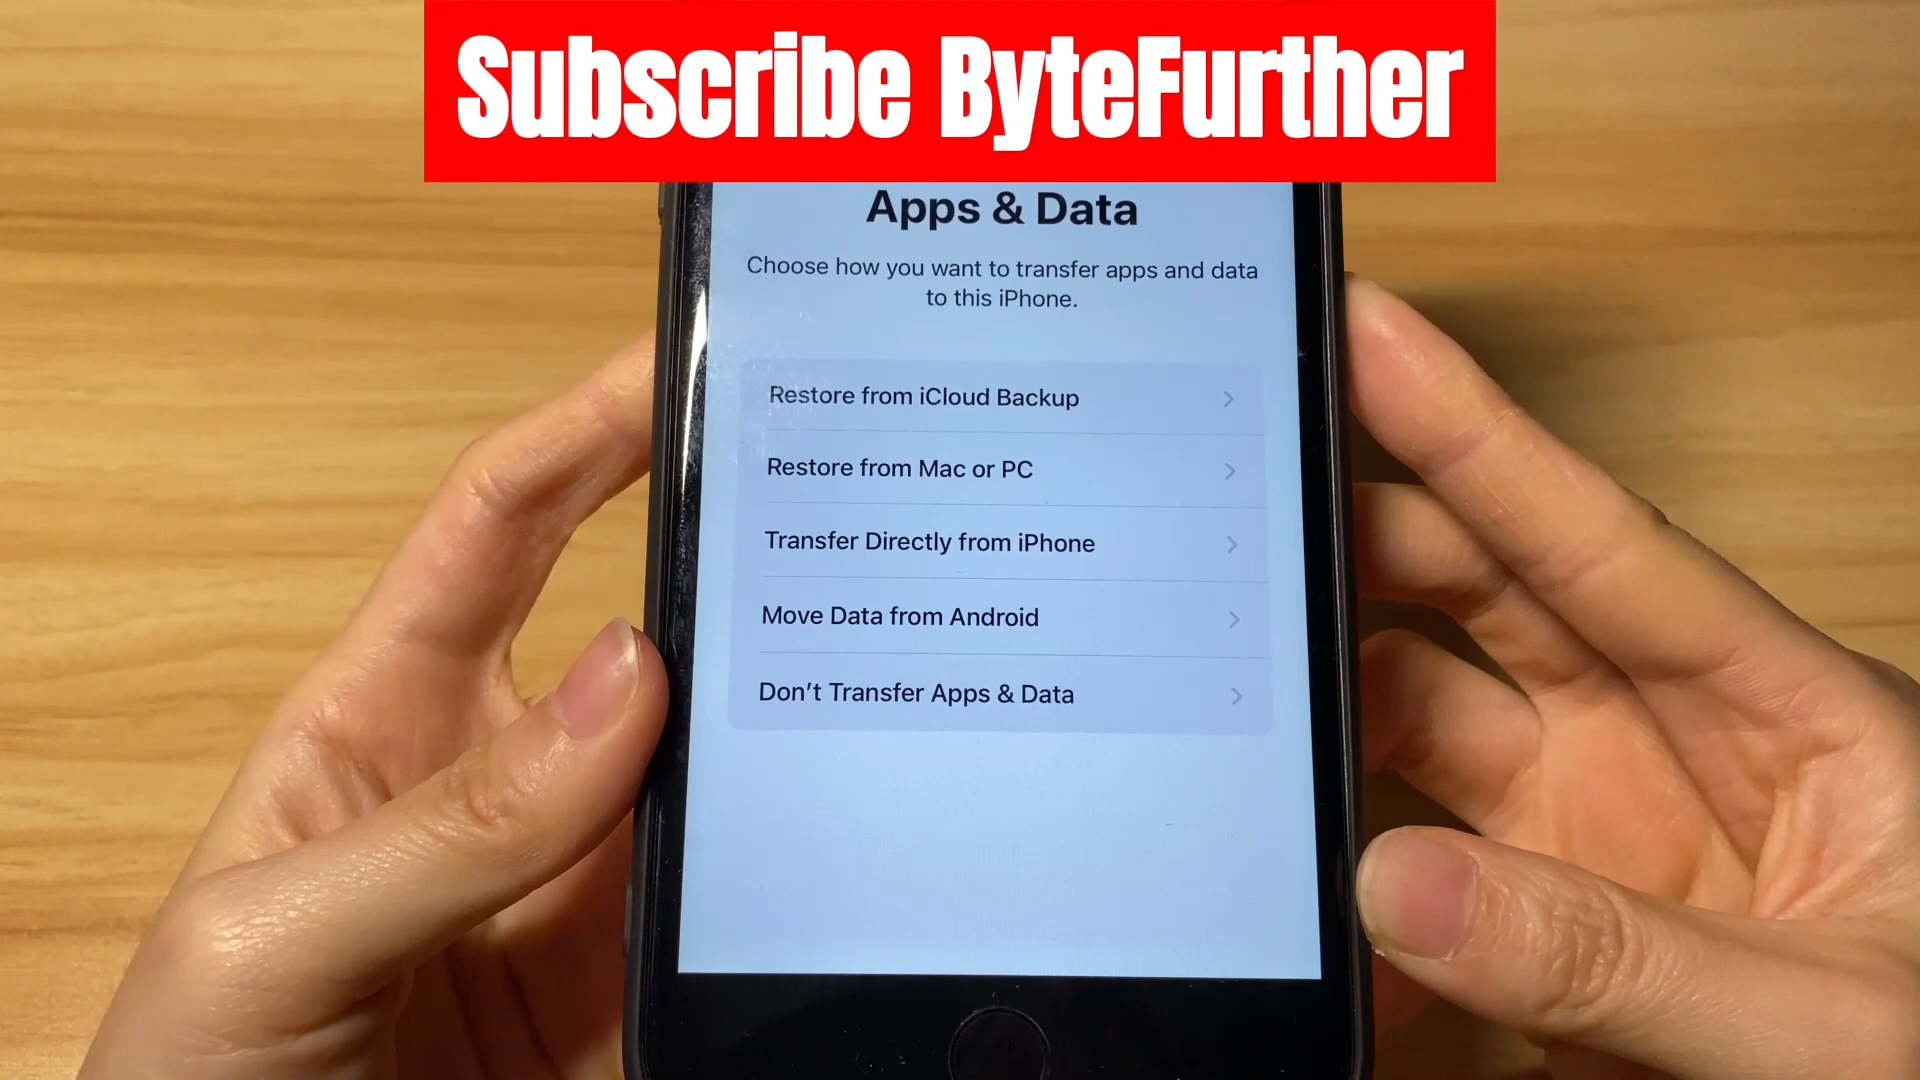 Subscribe ByteFurther
Apps & Data
Choose how you want to transfer apps and data
to this iPhone.
Restore from iCloud Backup
Restore from Mac or PC
Transfer Directly from iPhone
Move Data from Android
Don’t Transfer Apps & Data